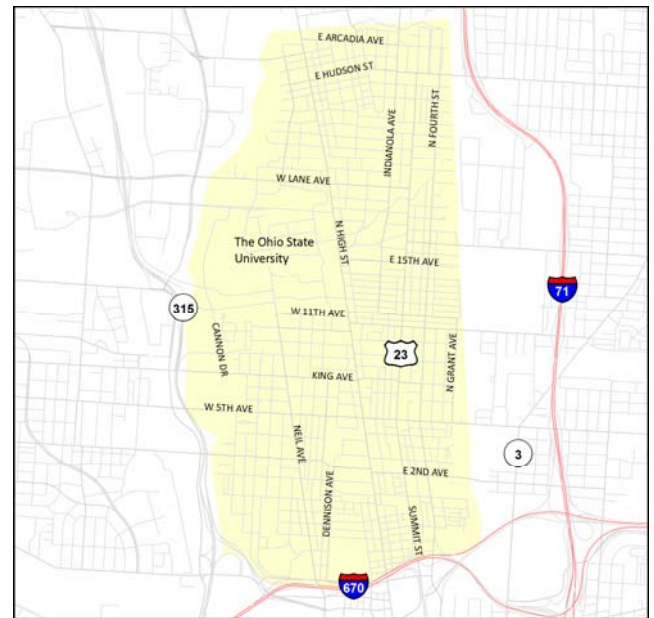 E ARCADIA AVE
E HUDSON ST
INDIANOLA AVE
N FOURTH ST
W LANE AVE
N HIGH ST
The Ohio State
University
E 15TH AVE
71
315
W 11TH AVE
CANNON DR
23
N GRANT AVE
KING AVE
W 5TH AVE
NEIL AVE
3
E 2ND AVE
DENNISON AVE
SUMMIT ST
670